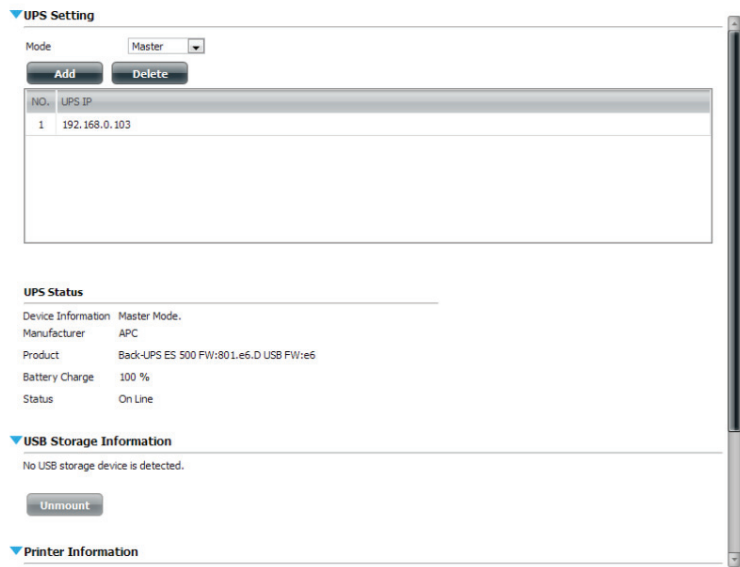 UPS Setting
Mode Master
Add Delete
NO. UPS IP
1 192.168.0.103
UPS Status
Device Information Master Mode.
Manufacturer APC
Product Back-UPS ES 500 FW:801.e6.D USB FW:e6
Battery Charge 100 %
Status On Line
USB Storage Information
No USB storage device is detected.
Unmount
Printer Information